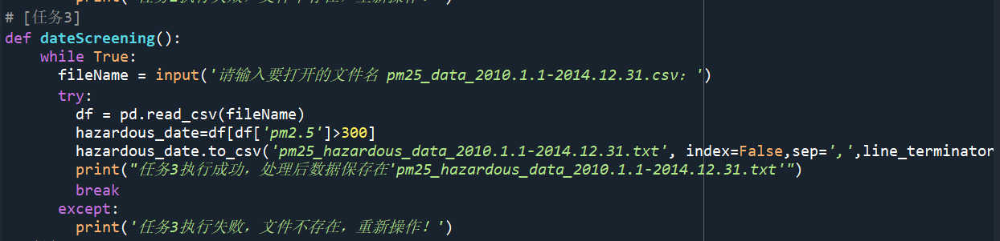 # [任务3]
def dateScreening():
    while True:
      fileName = input('请输入要打开的文件名 pm25_data_2010.1.1-2014.12.31.csv: ')
      try:
        df = pd.read_csv(fileName)
        hazardous_date=df[df['pm2.5']>300]
        hazardous_date.to_csv('pm25_hazardous_data_2010.1.1-2014.12.31.txt', index=False,sep=',',line_terminator
        print("任务3执行成功，处理后数据保存在'pm25_hazardous_data_2010.1.1-2014.12.31.txt'")
        break
      except:
        print('任务3执行失败，文件不存在，重新操作！')